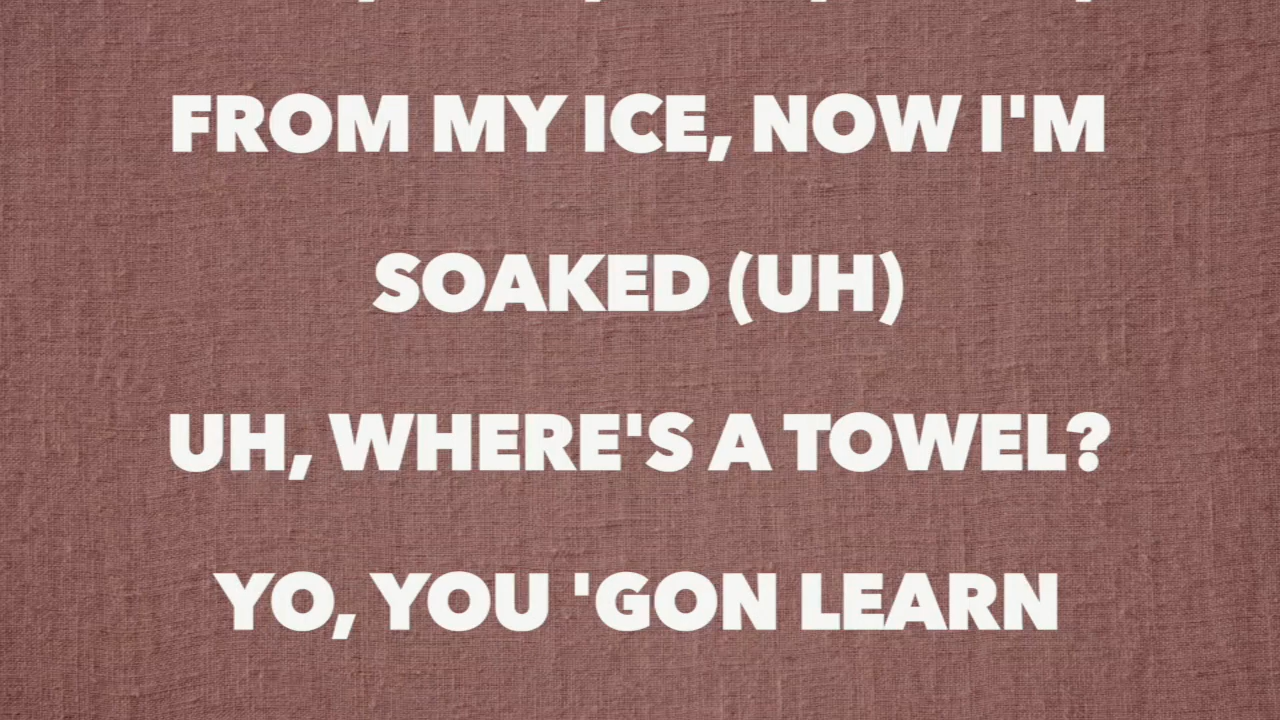 FROM MY ICE, NOW I'M
SOAKED (UH)
UH, WHERE'S A TOWEL?
YO, YOU 'GON LEARN